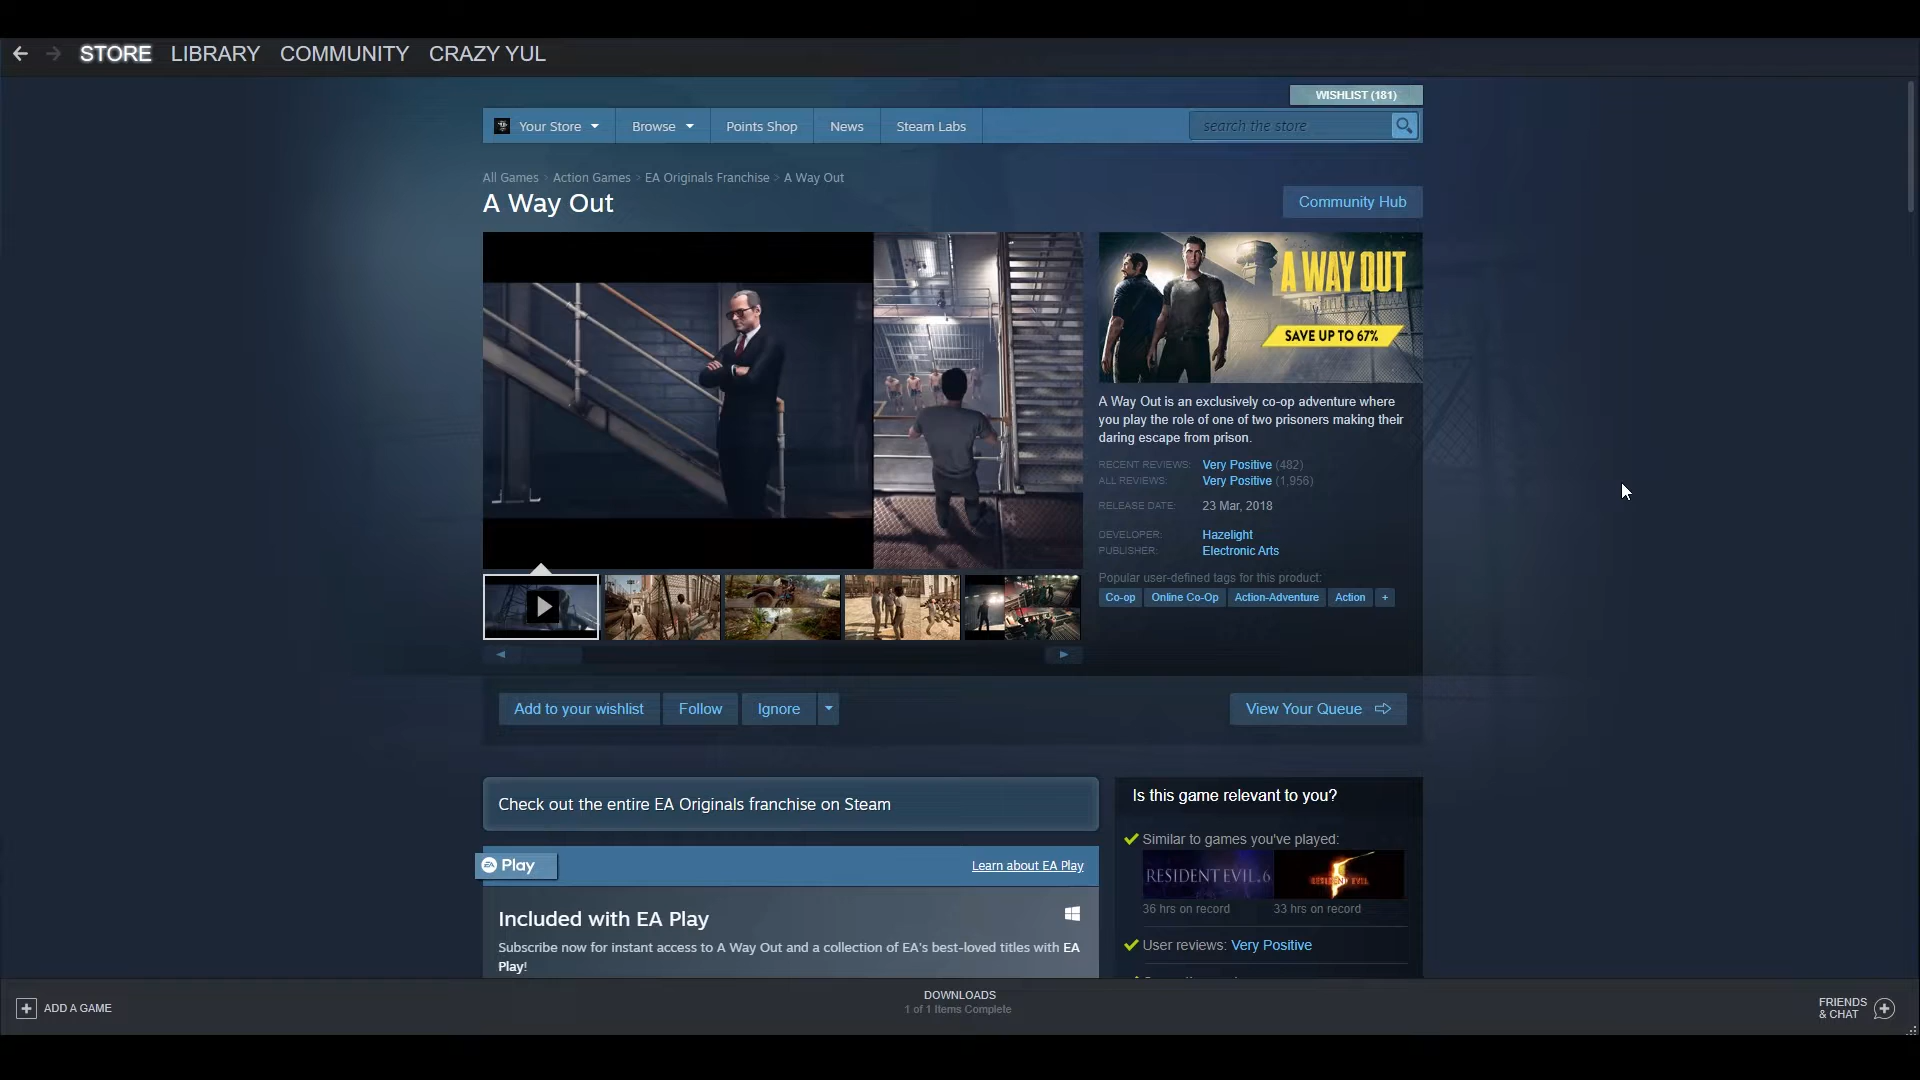 STORE LIBRARY COMMUNITY CRAZY YUL
WISHLIST (181)
Your Store Browse Points Shop News Steam Labs search the store
All Games > Action Games > EA Originals Franchise > A Way Out
A Way Out
Community Hub
A WAY OUT
SAVE UP TO 67%
A Way Out is an exclusively co-op adventure where
you play the role of one of two prisoners making their
daring escape from prison.
RECENT REVIEWS: Very Positive (482)
ALL REVIEWS: Very Positive (1,956)
RELEASE DATE: 23 Mar, 2018
DEVELOPER: Hazelight
PUBLISHER: Electronic Arts
Popular user-defined tags for this product:
Co-op Online Co-Op Action-Adventure Action +
Add to your wishlist Follow Ignore View Your Queue
Check out the entire EA Originals franchise on Steam
EA Play Learn about EA Play
Included with EA Play
Subscribe now for instant access to A Way Out and a collection of EA's best-loved titles with EA
Play!
Is this game relevant to you?
Similar to games you've played:
RESIDENT EVIL.6 RESIDENT EVIL 5
36 hrs on record 33 hrs on record
User reviews: Very Positive
ADD A GAME
DOWNLOADS
1 of 1 Items Complete
FRIENDS
& CHAT